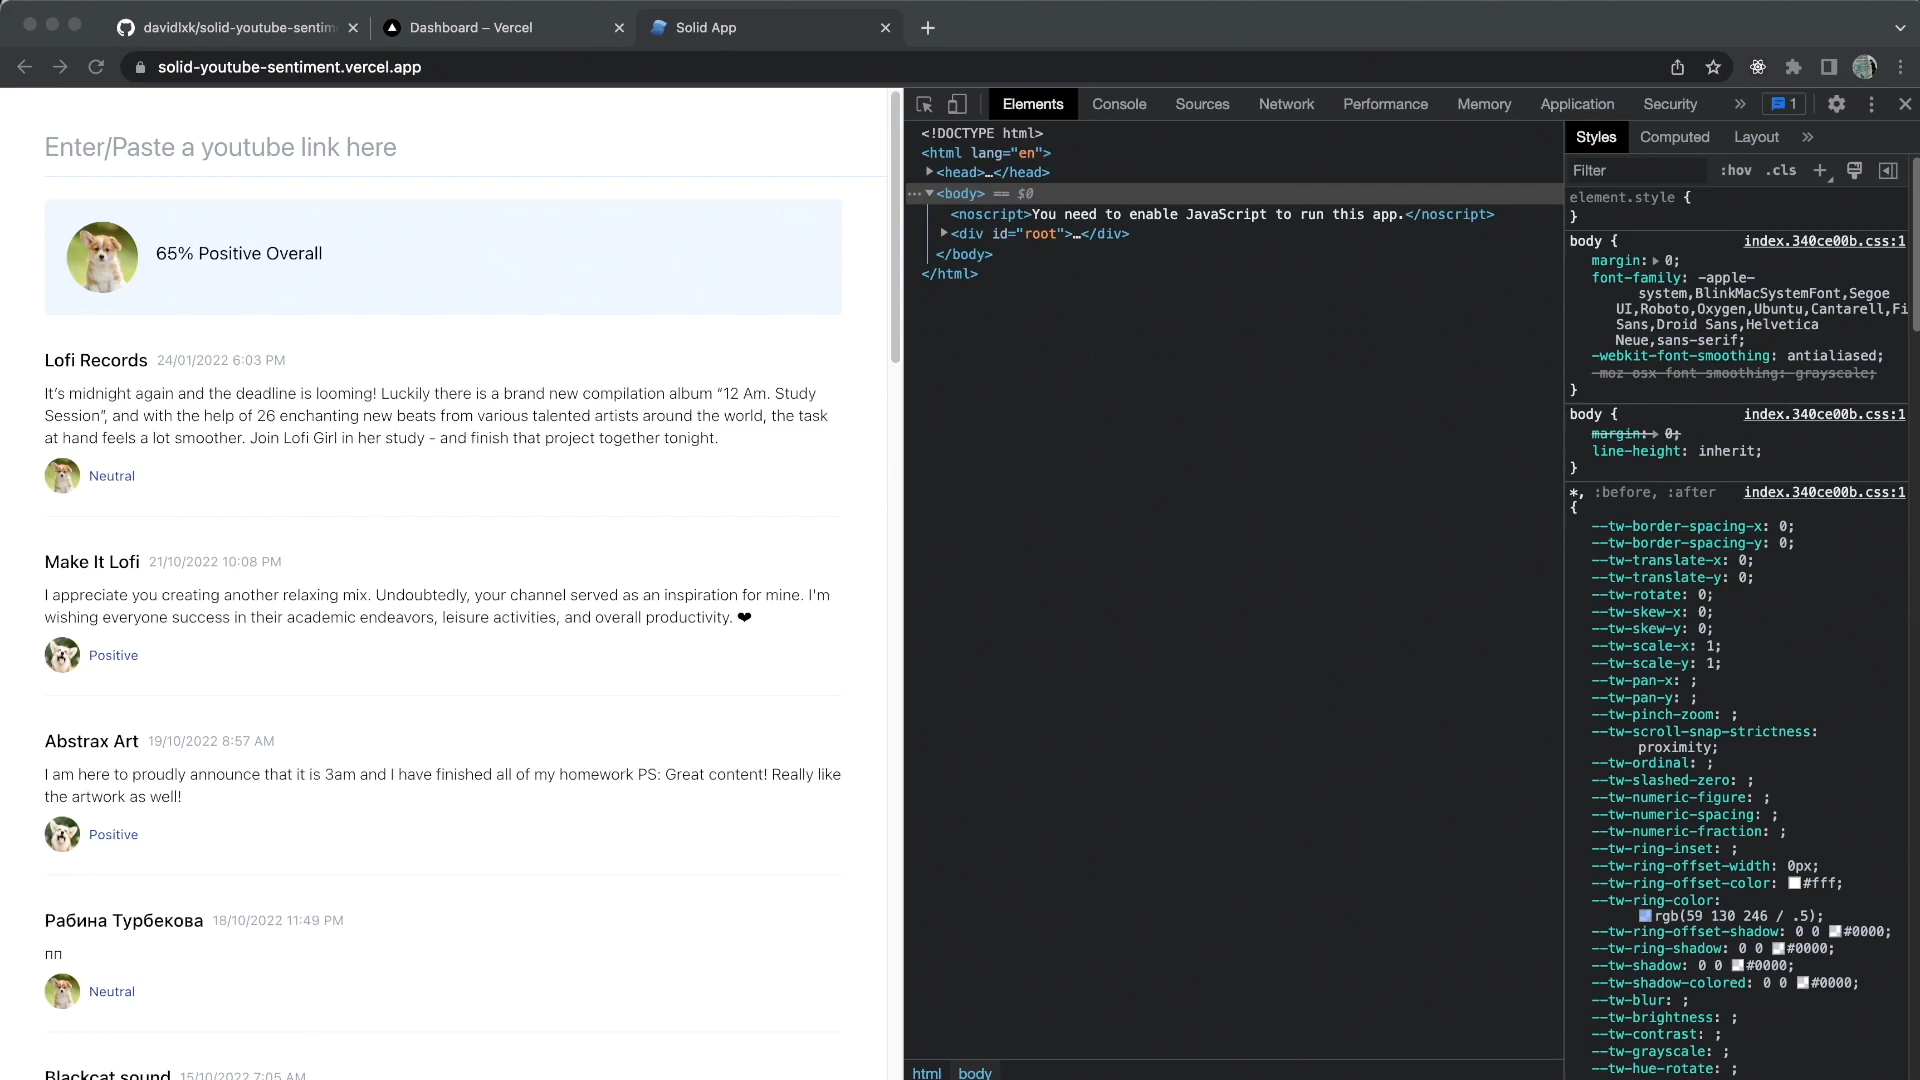 davidlxk/solid-youtube-sentim
Dashboard – Vercel
Solid App
solid-youtube-sentiment.vercel.app
Enter/Paste a youtube link here
65% Positive Overall
Lofi Records 24/01/2022 6:03 PM
It’s midnight again and the deadline is looming! Luckily there is a brand new compilation album “12 Am. Study
Session”, and with the help of 26 enchanting new beats from various talented artists around the world, the task
at hand feels a lot smoother. Join Lofi Girl in her study - and finish that project together tonight.
Neutral
Make It Lofi 21/10/2022 10:08 PM
I appreciate you creating another relaxing mix. Undoubtedly, your channel served as an inspiration for mine. I'm
wishing everyone success in their academic endeavors, leisure activities, and overall productivity. ❤
Positive
Abstrax Art 19/10/2022 8:57 AM
I am here to proudly announce that it is 3am and I have finished all of my homework PS: Great content! Really like
the artwork as well!
Positive
Рабина Турбекова 18/10/2022 11:49 PM
пп
Neutral
Blackcat sound 15/10/2022 7:05 AM
Elements Console Sources Network Performance Memory Application Security » 1
<!DOCTYPE html>
<html lang="en">
<head>…</head>
<body> == $0
<noscript>You need to enable JavaScript to run this app.</noscript>
<div id="root">…</div>
</body>
</html>
html body
Styles Computed Layout »
Filter :hov .cls
element.style {
}
body { index.340ce00b.css:1
margin: 0;
font-family: -apple-
system,BlinkMacSystemFont,Segoe
UI,Roboto,Oxygen,Ubuntu,Cantarell,Fi
Sans,Droid Sans,Helvetica
Neue,sans-serif;
-webkit-font-smoothing: antialiased;
-moz-osx-font-smoothing: grayscale;
}
body { index.340ce00b.css:1
margin: 0;
line-height: inherit;
}
*, :before, :after index.340ce00b.css:1
{
--tw-border-spacing-x: 0;
--tw-border-spacing-y: 0;
--tw-translate-x: 0;
--tw-translate-y: 0;
--tw-rotate: 0;
--tw-skew-x: 0;
--tw-skew-y: 0;
--tw-scale-x: 1;
--tw-scale-y: 1;
--tw-pan-x: ;
--tw-pan-y: ;
--tw-pinch-zoom: ;
--tw-scroll-snap-strictness:
proximity;
--tw-ordinal: ;
--tw-slashed-zero: ;
--tw-numeric-figure: ;
--tw-numeric-spacing: ;
--tw-numeric-fraction: ;
--tw-ring-inset: ;
--tw-ring-offset-width: 0px;
--tw-ring-offset-color: #fff;
--tw-ring-color:
rgb(59 130 246 / .5);
--tw-ring-offset-shadow: 0 0 #0000;
--tw-ring-shadow: 0 0 #0000;
--tw-shadow: 0 0 #0000;
--tw-shadow-colored: 0 0 #0000;
--tw-blur: ;
--tw-brightness: ;
--tw-contrast: ;
--tw-grayscale: ;
--tw-hue-rotate: ;